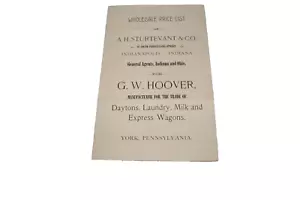 WHOLESALE PRICE LIST
A. H. STURTEVANT & CO.
INDIANAPOLIS INDIANA
General Agents, Indiana and Ohio,
G. W. HOOVER,
MANUFACTURER FOR THE TRADE OF
Daytons, Laundry, Milk and
Express Wagons.
YORK, PENNSYLVANIA